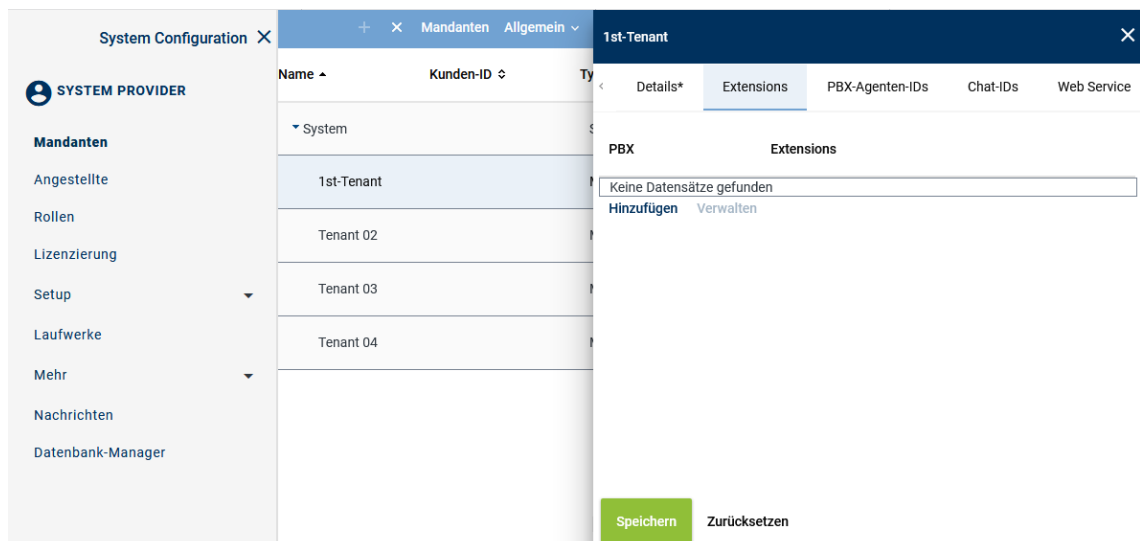 System Configuration
SYSTEM PROVIDER
Mandanten
Angestellte
Rollen
Lizenzierung
Setup
Laufwerke
Mehr
Nachrichten
Datenbank-Manager
Mandanten Allgemein
Name Kunden-ID Ty
System
1st-Tenant
Tenant 02
Tenant 03
Tenant 04
1st-Tenant
Details* Extensions PBX-Agenten-IDs Chat-IDs Web Service
PBX Extensions
Keine Datensätze gefunden
Hinzufügen Verwalten
Speichern Zurücksetzen